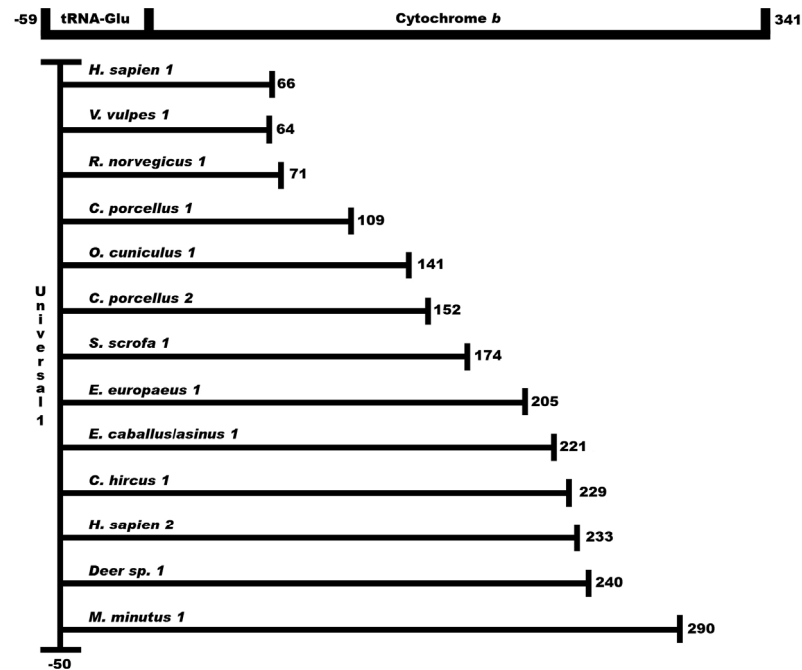 -59 tRNA-Glu Cytochrome b 341
H. sapien 1
66
V. vulpes 1
64
R. norvegicus 1
71
C. porcellus 1
109
O. cuniculus 1
141
C. porcellus 2
152
S. scrofa 1
174
E. europaeus 1
205
E. caballus/asinus 1
221
C. hircus 1
229
H. sapien 2
233
Deer sp. 1
240
M. minutus 1
290
Universal 1
-50